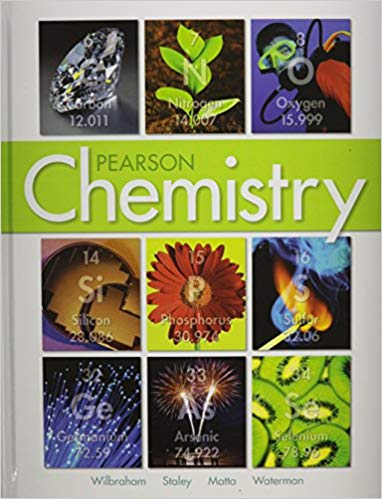 Carbon
12.011
7
N
Nitrogen
14.007
8
O
Oxygen
15.999
PEARSON
Chemistry
14
Si
Silicon
28.086
15
P
Phosphorus
30.974
16
S
Sulfur
32.06
32
Ge
Germanium
72.59
33
As
Arsenic
74.922
34
Se
Selenium
78.96
Wilbraham Staley Matta Waterman